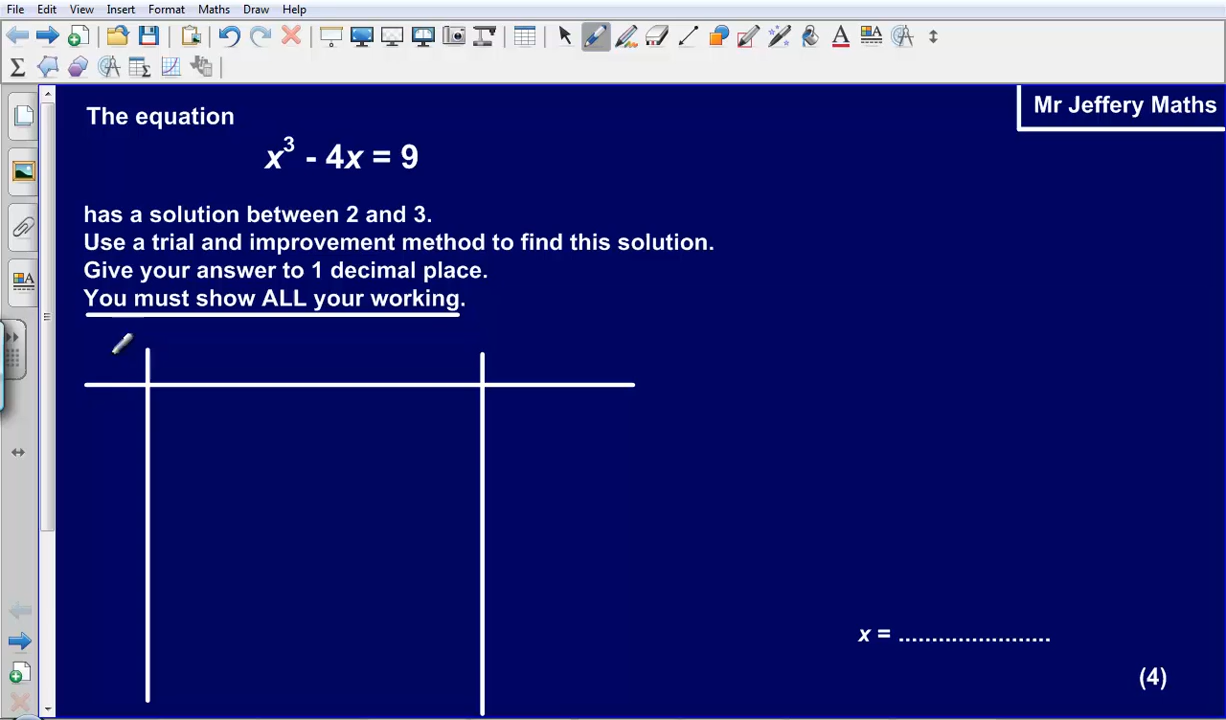 File Edit View Insert Format Maths Draw Help
Mr Jeffery Maths
The equation
x³ - 4x = 9
has a solution between 2 and 3.
Use a trial and improvement method to find this solution.
Give your answer to 1 decimal place.
You must show ALL your working.
x = .......................
(4)